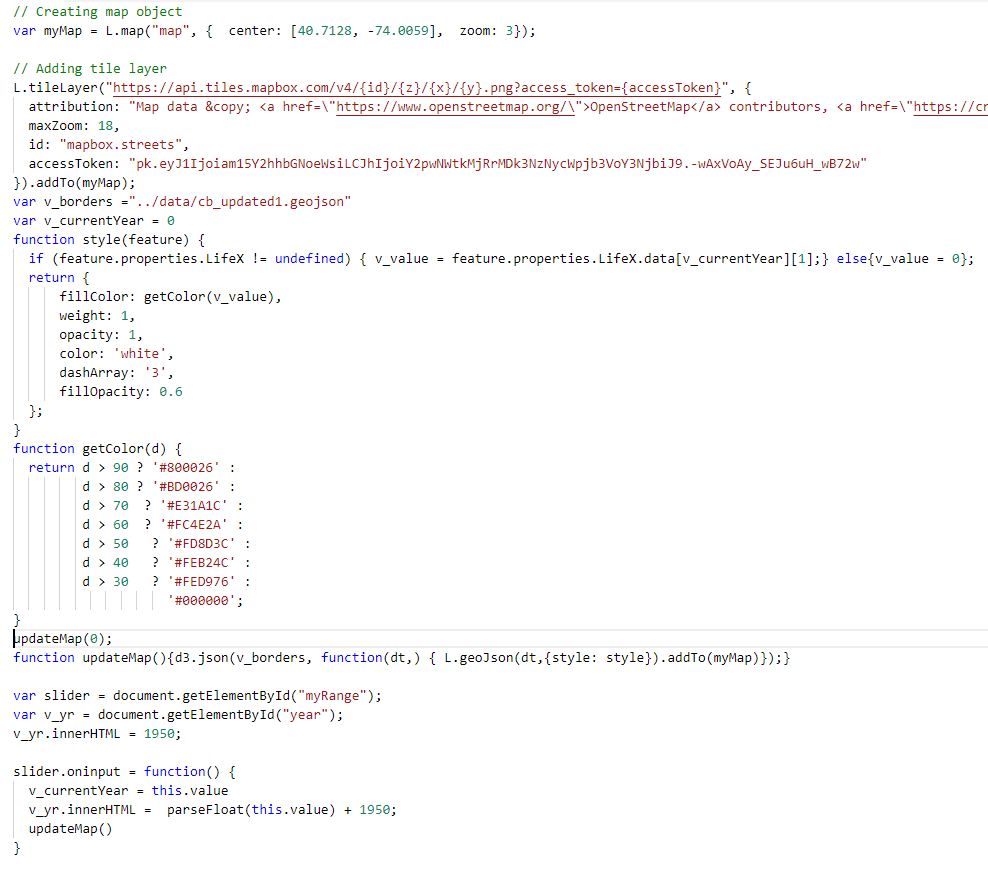 // Creating map object
var myMap = L.map("map", {  center: [40.7128, -74.0059],  zoom: 3});
// Adding tile layer
L.tileLayer("https://api.tiles.mapbox.com/v4/{id}/{z}/{x}/{y}.png?access_token={accessToken}", {
attribution: "Map data &copy; <a href=\"https://www.openstreetmap.org/\">OpenStreetMap</a> contributors, <a href=\"https://cr
maxZoom: 18,
id: "mapbox.streets",
accessToken: "pk.eyJ1Ijoiam15Y2hhbGNoeWsiLCJhIjoiY2pwNWtkMjRrMDk3NzNycWpjb3VoY3NjbiJ9.-wAxVoAy_SEJu6uH_wB72w"
}).addTo(myMap);
var v_borders ="../data/cb_updated1.geojson"
var v_currentYear = 0
function style(feature) {
if (feature.properties.LifeX != undefined) { v_value = feature.properties.LifeX.data[v_currentYear][1];} else{v_value = 0};
return {
fillColor: getColor(v_value),
weight: 1,
opacity: 1,
color: 'white',
dashArray: '3',
fillOpacity: 0.6
};
}
function getColor(d) {
return d > 90 ? '#800026' :
d > 80 ? '#BD0026' :
d > 70  ? '#E31A1C' :
d > 60  ? '#FC4E2A' :
d > 50   ? '#FD8D3C' :
d > 40   ? '#FEB24C' :
d > 30   ? '#FED976' :
'#000000';
}
updateMap(0);
function updateMap(){d3.json(v_borders, function(dt,) { L.geoJson(dt,{style: style}).addTo(myMap)});}
var slider = document.getElementById("myRange");
var v_yr = document.getElementById("year");
v_yr.innerHTML = 1950;
slider.oninput = function() {
v_currentYear = this.value
v_yr.innerHTML =  parseFloat(this.value) + 1950;
updateMap()
}